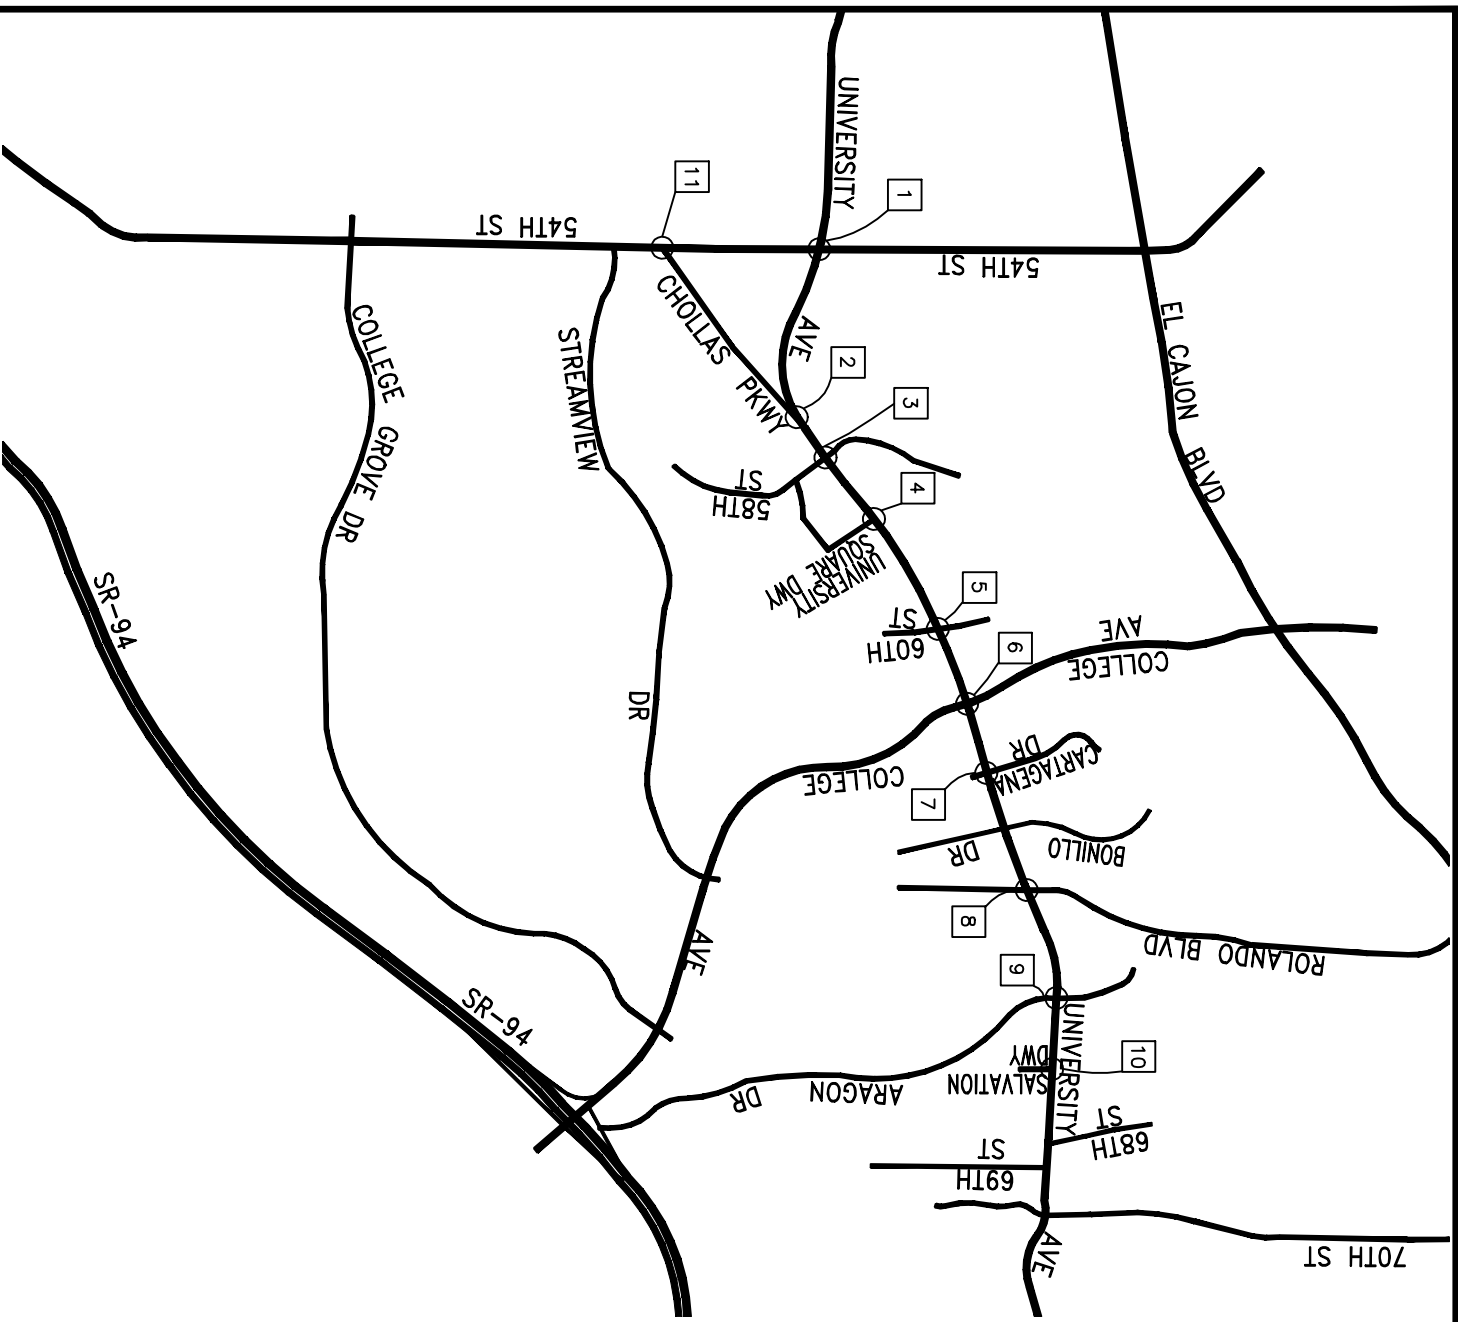 UNIVERSITY
11
1
54TH ST
54TH ST
CHOLLAS PKWY
AVE
EL CAJON BLVD
COLLEGE GROVE DR
STREAMVIEW
2
3
4
58TH
ST
UNIVERSITY
SQUARE DWY
SR-94
5
60TH
ST
6
COLLEGE
AVE
DR
COLLEGE
CARTAGENA
DR
7
BONILLO
DR
8
AVE
ROLANDO BLVD
9
SR-94
UNIVERSITY
10
SALVATION
DWY
ARAGON
DR
68TH
ST
69TH
ST
AVE
70TH ST